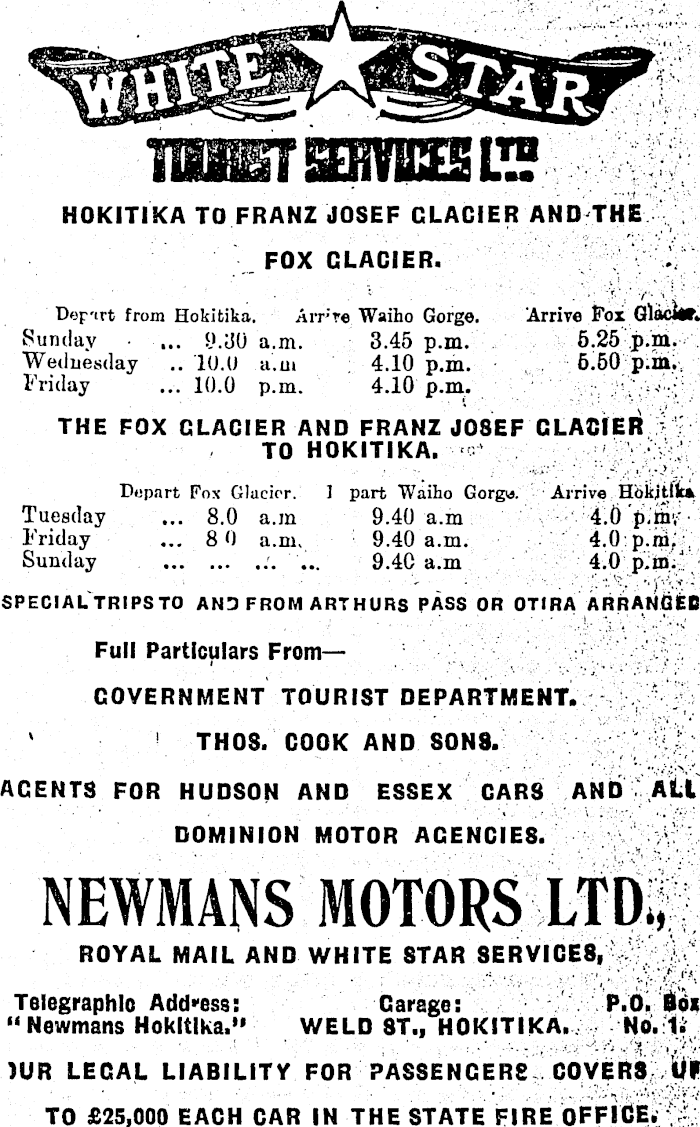 WHITE STAR
TOURIST SERVICES LTD
HOKITIKA TO FRANZ JOSEF GLACIER AND THE
FOX GLACIER.
Depart from Hokitika. Arrive Waiho Gorge. Arrive Fox Glacier.
Sunday ... 9.30 a.m. 3.45 p.m. 5.25 p.m.
Wednesday .. 10.0 a.m 4.10 p.m. 5.50 p.m.
Friday ... 10.0 p.m. 4.10 p.m.
THE FOX GLACIER AND FRANZ JOSEF GLACIER
TO HOKITIKA.
Depart Fox Glacier. part Waiho Gorge. Arrive Hokitika
Tuesday ... 8.0 a.m 9.40 a.m 4.0 p.m.
Friday ... 8 0 a.m. 9.40 a.m. 4.0 p.m.
Sunday ... ... ... ... 9.40 a.m 4.0 p.m.
SPECIAL TRIPS TO AND FROM ARTHURS PASS OR OTIRA ARRANGED
Full Particulars From—
GOVERNMENT TOURIST DEPARTMENT.
THOS. COOK AND SONS.
AGENTS FOR HUDSON AND ESSEX CARS AND ALL
DOMINION MOTOR AGENCIES.
NEWMANS MOTORS LTD.,
ROYAL MAIL AND WHITE STAR SERVICES,
Telegraphic Address: Garage: P.O. Box
"Newmans Hokitika." WELD ST., HOKITIKA. No. 1.
OUR LEGAL LIABILITY FOR PASSENGERS COVERS UP
TO £25,000 EACH CAR IN THE STATE FIRE OFFICE.